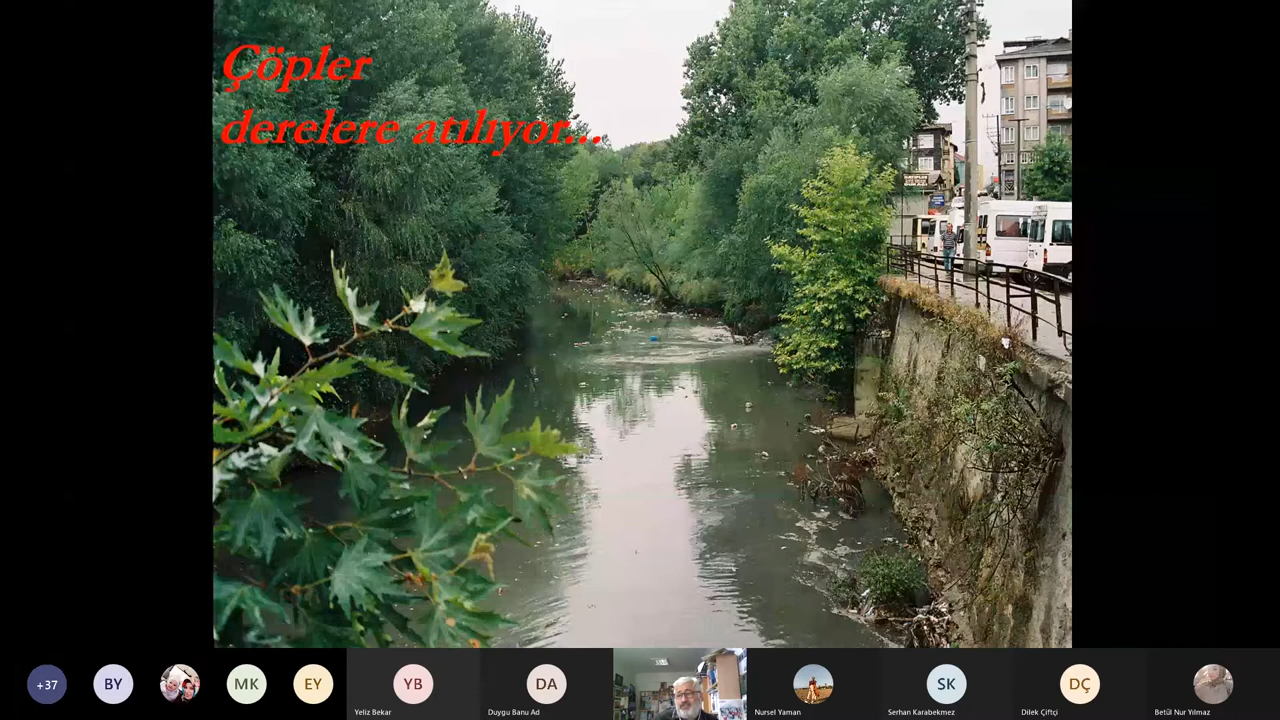 Çöpler
derelere atılıyor...
+37
BY
MK
EY
YB
Yeliz Bekar
DA
Duygu Banu Ad
Nursel Yaman
SK
Serhan Karabekmez
DÇ
Dilek Çiftçi
Betül Nur Yılmaz